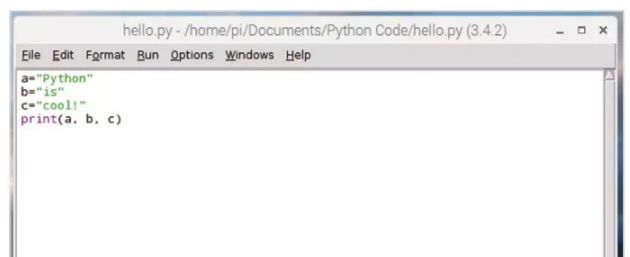 hello.py - /home/pi/Documents/Python Code/hello.py (3.4.2)
File Edit Format Run Options Windows Help
a="Python"
b="is"
c="cool!"
print(a, b, c)